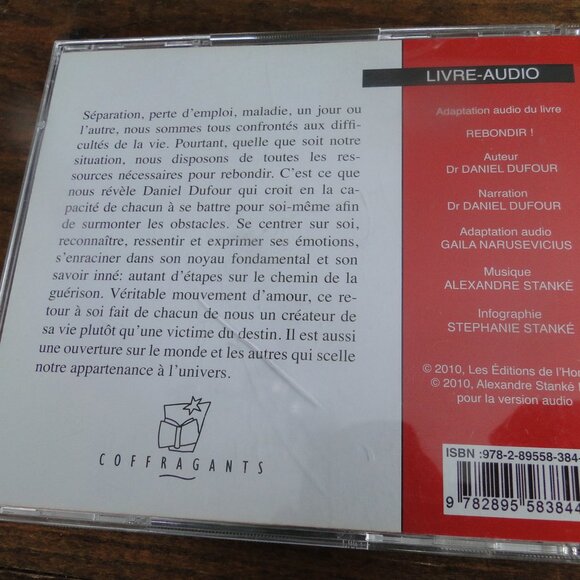 Séparation, perte d'emploi, maladie, un jour ou
l'autre, nous sommes tous confrontés aux diffi-
cultés de la vie. Pourtant, quelle que soit notre
situation, nous disposons de toutes les res-
sources nécessaires pour rebondir. C'est ce que
nous révèle Daniel Dufour qui croit en la ca-
pacité de chacun à se battre pour soi-même afin
de surmonter les obstacles. Se centrer sur soi,
reconnaître, ressentir et exprimer ses émotions,
s'enraciner dans son noyau fondamental et son
savoir inné: autant d'étapes sur le chemin de la
guérison. Véritable mouvement d'amour, ce re-
tour à soi fait de chacun de nous un créateur de
sa vie plutôt qu'une victime du destin. Il est aussi
une ouverture sur le monde et les autres qui scelle
notre appartenance à l'univers.
COFFRAGANTS
LIVRE-AUDIO
Adaptation audio du livre
REBONDIR !
Auteur
Dr DANIEL DUFOUR
Narration
Dr DANIEL DUFOUR
Adaptation audio
GAILA NARUSEVICIUS
Musique
ALEXANDRE STANKÉ
Infographie
STEPHANIE STANKÉ
© 2010, Les Éditions de
© 2010, Alexandre Stanké
pour la version audio
ISBN : 978-2-89558-384-
9 782895 583844